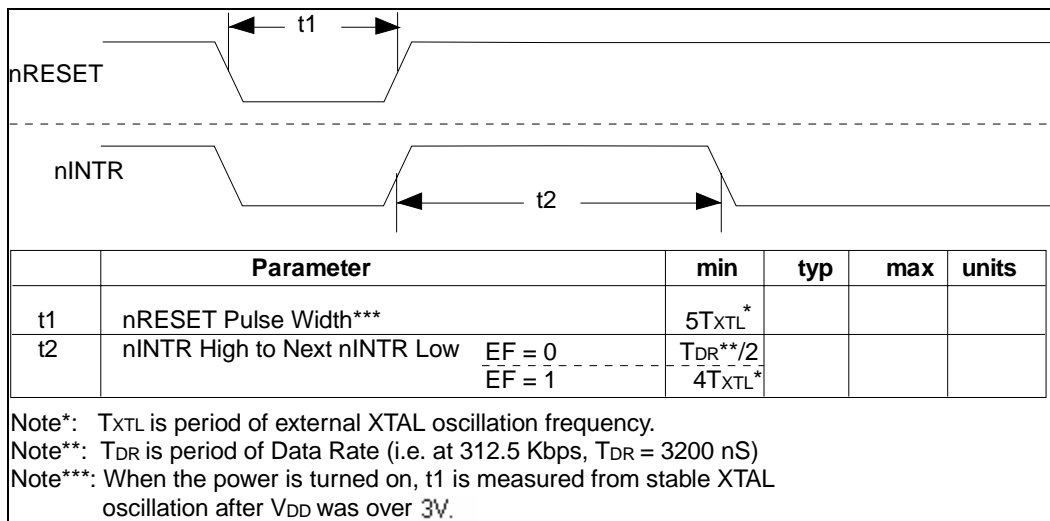 t1
nRESET
nINTR
t2
Parameter min typ max units
t1 nRESET Pulse Width*** 5TXTL*
t2 nINTR High to Next nINTR Low EF = 0 TDR**/2
EF = 1 4TXTL*
Note*: TXTL is period of external XTAL oscillation frequency.
Note**: TDR is period of Data Rate (i.e. at 312.5 Kbps, TDR = 3200 nS)
Note***: When the power is turned on, t1 is measured from stable XTAL
oscillation after VDD was over 3V.